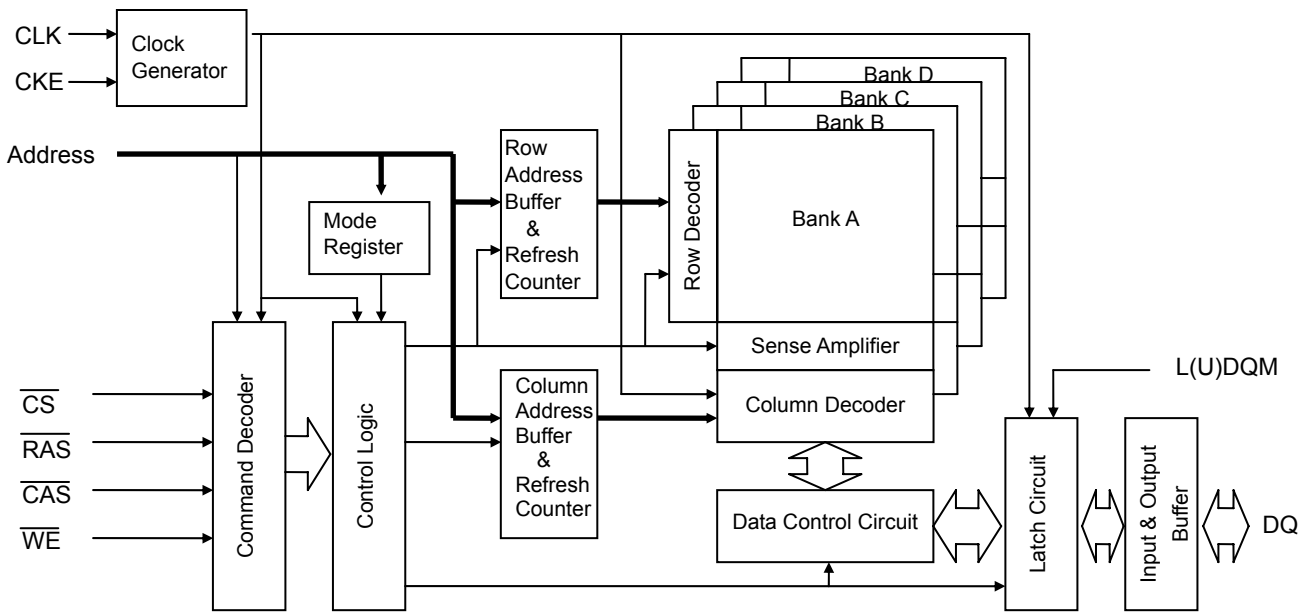 CLK
CKE
Clock
Generator
Address
Mode
Register
Row
Address
Buffer
&
Refresh
Counter
Bank D
Bank C
Bank B
Bank A
Row Decoder
Sense Amplifier
Column Decoder
Column
Address
Buffer
&
Refresh
Counter
CS
RAS
CAS
WE
Command Decoder
Control Logic
Data Control Circuit
L(U)DQM
Latch Circuit
Input & Output
Buffer
DQ